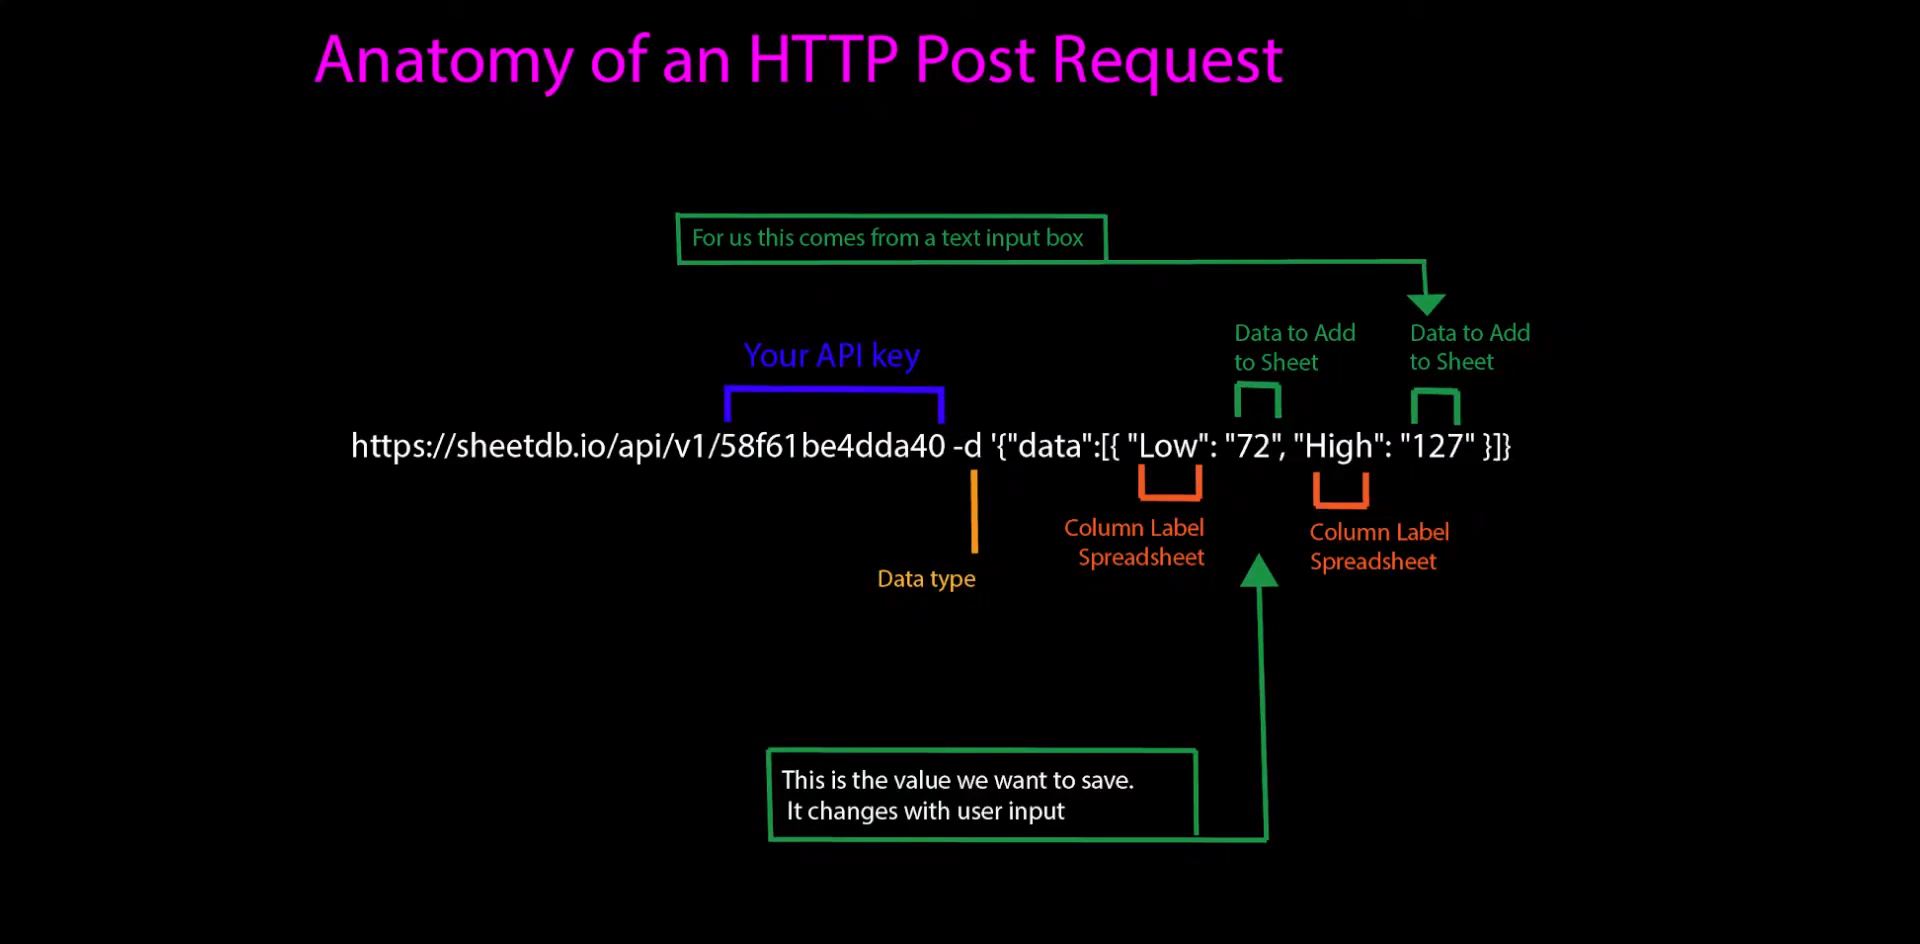 Anatomy of an HTTP Post Request
For us this comes from a text input box
Data to Add
to Sheet
Data to Add
to Sheet
Your API key
https://sheetdb.io/api/v1/58f61be4dda40 -d '{"data":[{ "Low": "72", "High": "127" }]}
Column Label
Spreadsheet
Column Label
Spreadsheet
Data type
This is the value we want to save.
It changes with user input